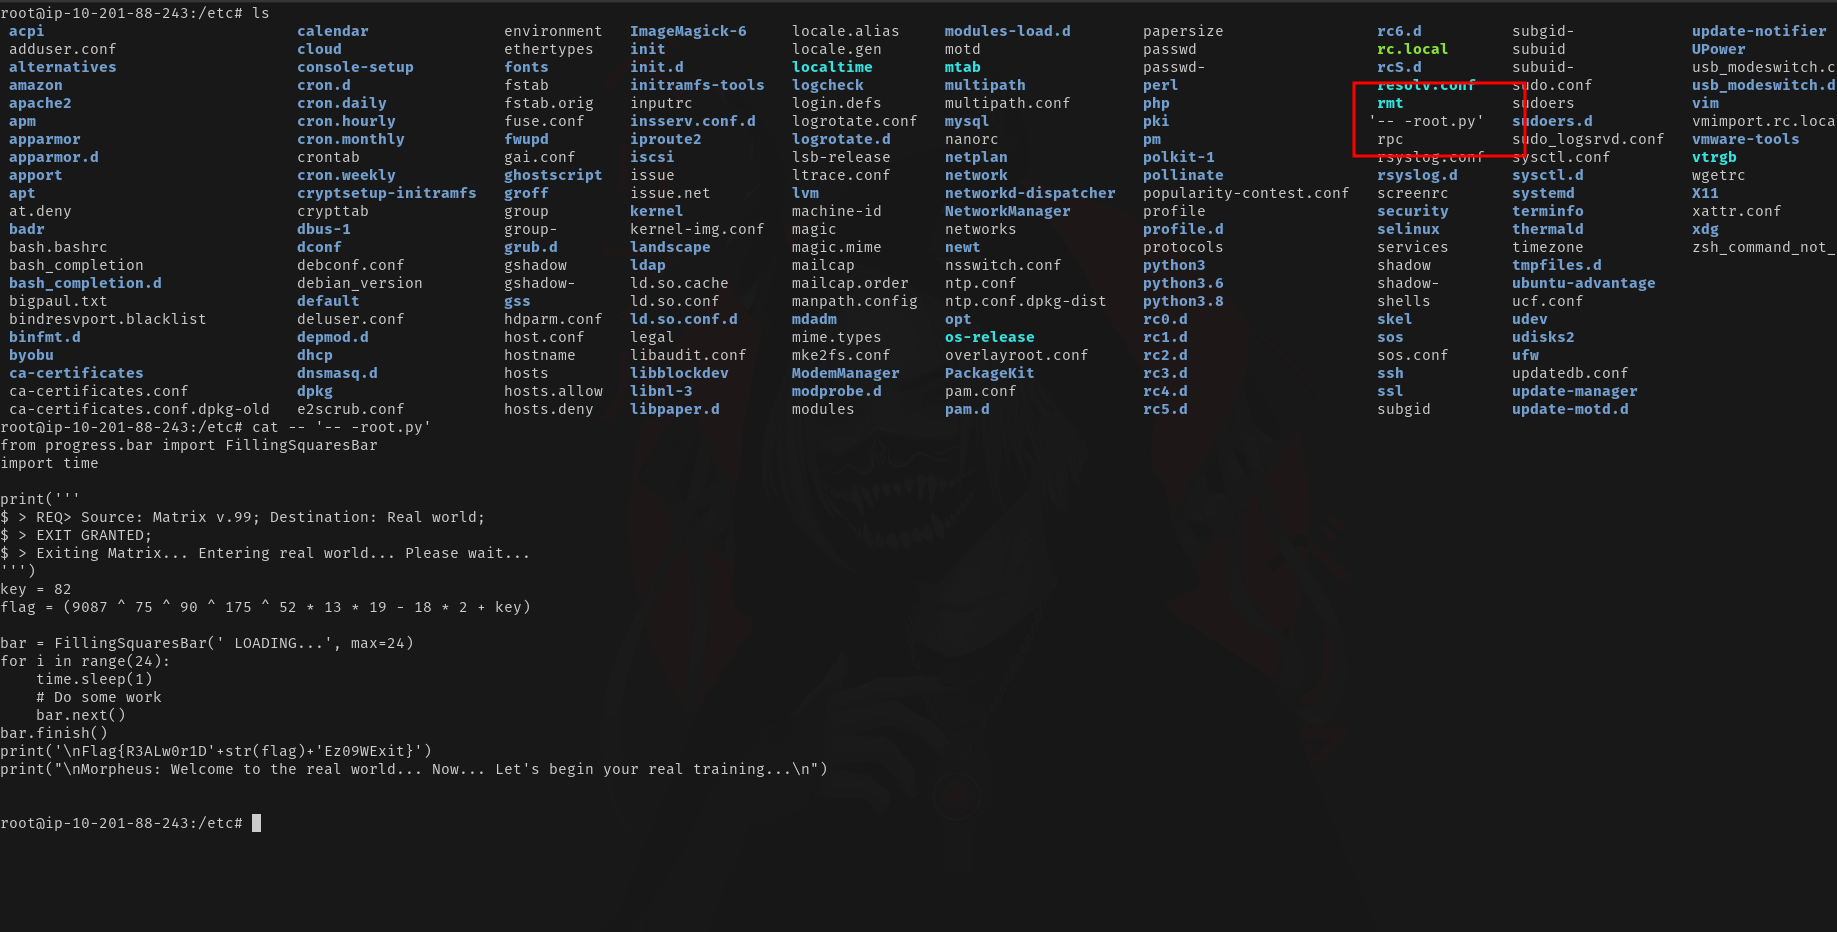 root@ip-10-201-88-243:/etc# ls
acpi calendar environment ImageMagick-6 locale.alias modules-load.d papersize rc6.d subgid- update-notifier
adduser.conf cloud ethertypes init locale.gen motd passwd rc.local subuid UPower
alternatives console-setup fonts init.d localtime mtab passwd- rcS.d subuid- usb_modeswitch.c
amazon cron.d fstab initramfs-tools logcheck multipath perl resolv.conf sudo.conf usb_modeswitch.d
apache2 cron.daily fstab.orig inputrc login.defs multipath.conf php rmt sudoers vim
apm cron.hourly fuse.conf insserv.conf.d logrotate.conf mysql pki '-- -root.py' sudoers.d vmimport.rc.loca
apparmor cron.monthly fwupd iproute2 logrotate.d nanorc pm rpc sudo_logsrvd.conf vmware-tools
apparmor.d crontab gai.conf iscsi lsb-release netplan polkit-1 rsyslog.conf sysctl.conf vtrgb
apport cron.weekly ghostscript issue ltrace.conf network pollinate rsyslog.d sysctl.d wgetrc
apt cryptsetup-initramfs groff issue.net lvm networkd-dispatcher popularity-contest.conf screenrc systemd X11
at.deny crypttab group kernel machine-id NetworkManager profile security terminfo xattr.conf
badr dbus-1 group- kernel-img.conf magic networks profile.d selinux thermald xdg
bash.bashrc dconf grub.d landscape magic.mime newt protocols services timezone zsh_command_not_
bash_completion debconf.conf gshadow ldap mailcap nsswitch.conf python3 shadow tmpfiles.d
bash_completion.d debian_version gshadow- ld.so.cache mailcap.order ntp.conf python3.6 shadow- ubuntu-advantage
bigpaul.txt default gss ld.so.conf manpath.config ntp.conf.dpkg-dist python3.8 shells ucf.conf
bindresvport.blacklist deluser.conf hdparm.conf ld.so.conf.d mdadm opt rc0.d skel udev
binfmt.d depmod.d host.conf legal mime.types os-release rc1.d sos udisks2
byobu dhcp hostname libaudit.conf mke2fs.conf overlayroot.conf rc2.d sos.conf ufw
ca-certificates dnsmasq.d hosts libblockdev ModemManager PackageKit rc3.d ssh updatedb.conf
ca-certificates.conf dpkg hosts.allow libnl-3 modprobe.d pam.conf rc4.d ssl update-manager
ca-certificates.conf.dpkg-old e2scrub.conf hosts.deny libpaper.d modules pam.d rc5.d subgid update-motd.d
root@ip-10-201-88-243:/etc# cat -- '-- -root.py'
from progress.bar import FillingSquaresBar
import time
print('''
$ > REQ> Source: Matrix v.99; Destination: Real world;
$ > EXIT GRANTED;
$ > Exiting Matrix... Entering real world... Please wait...
''')
key = 82
flag = (9087 ^ 75 ^ 90 ^ 175 ^ 52 * 13 * 19 - 18 * 2 + key)
bar = FillingSquaresBar(' LOADING...', max=24)
for i in range(24):
    time.sleep(1)
    # Do some work
    bar.next()
bar.finish()
print('\nFlag{R3ALw0r1D'+str(flag)+'Ez09WExit}')
print("\nMorpheus: Welcome to the real world... Now... Let's begin your real training...\n")
root@ip-10-201-88-243:/etc#